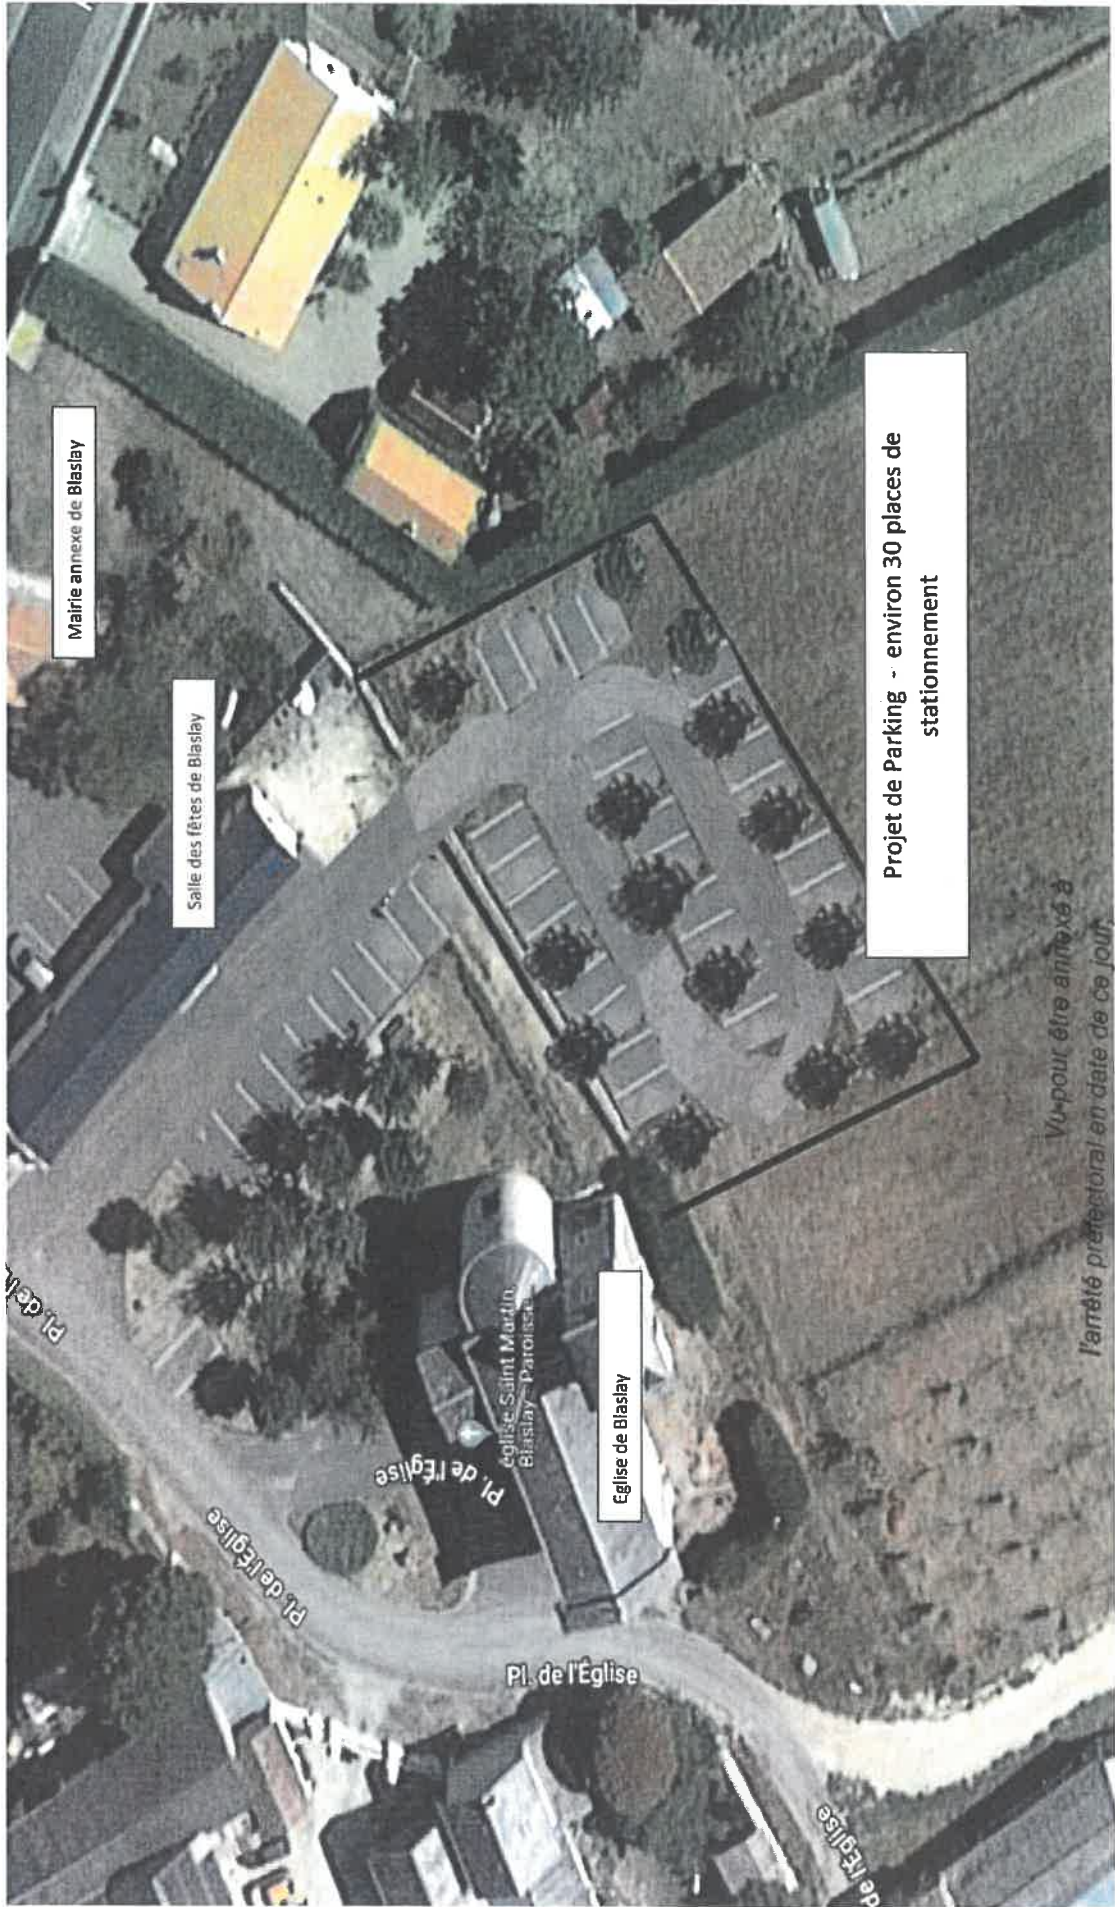 Mairie annexe de Blaslay
Salle des fêtes de Blaslay
Projet de Parking - environ 30 places de
stationnement
Eglise de Blaslay
église Saint Martin,
Blaslay - Paroisse
Pl. de l'Église
Pl. de l'Église
Pl. de l'Église
Pl. de l'
de l'Église
Vu pour être annexé à
l'arrêté préfectoral en date de ce jour,